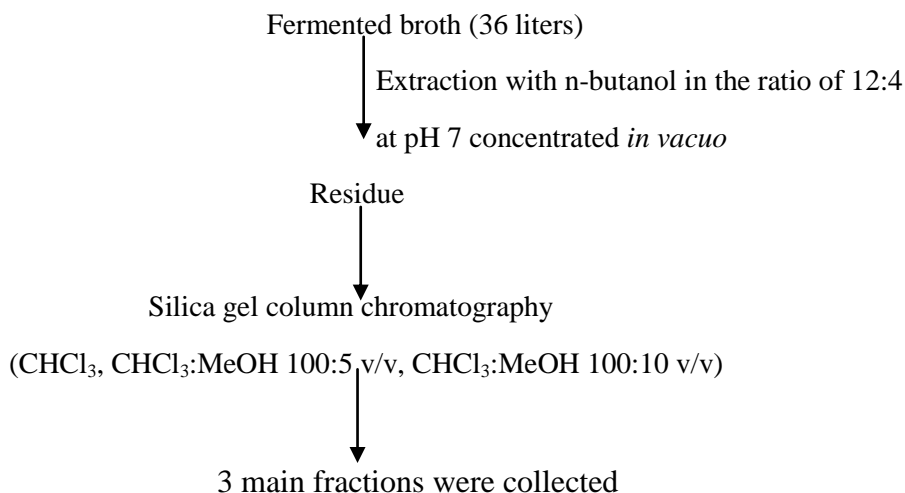 Fermented broth (36 liters)
Extraction with n-butanol in the ratio of 12:4
at pH 7 concentrated in vacuo
Residue
Silica gel column chromatography
(CHCl₃, CHCl₃:MeOH 100:5 v/v, CHCl₃:MeOH 100:10 v/v)
3 main fractions were collected